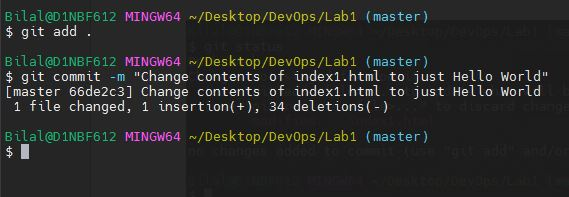 Bilal@D1NBF612 MINGW64 ~/Desktop/DevOps/Lab1 (master)
$ git add .
Bilal@D1NBF612 MINGW64 ~/Desktop/DevOps/Lab1 (master)
$ git commit -m "Change contents of index1.html to just Hello World"
[master 66de2c3] Change contents of index1.html to just Hello World
 1 file changed, 1 insertion(+), 34 deletions(-)
Bilal@D1NBF612 MINGW64 ~/Desktop/DevOps/Lab1 (master)
$